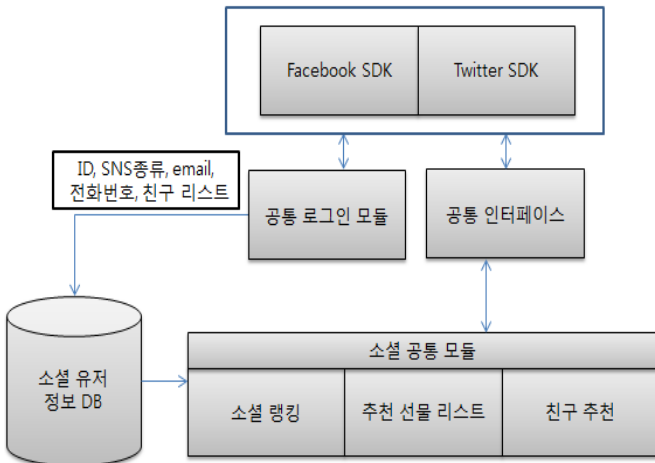 Facebook SDK
Twitter SDK
ID, SNS종류, email,
전화번호, 친구 리스트
공통 로그인 모듈
공통 인터페이스
소셜 공통 모듈
소셜 유저
정보 DB
소셜 랭킹
추천 선물 리스트
친구 추천